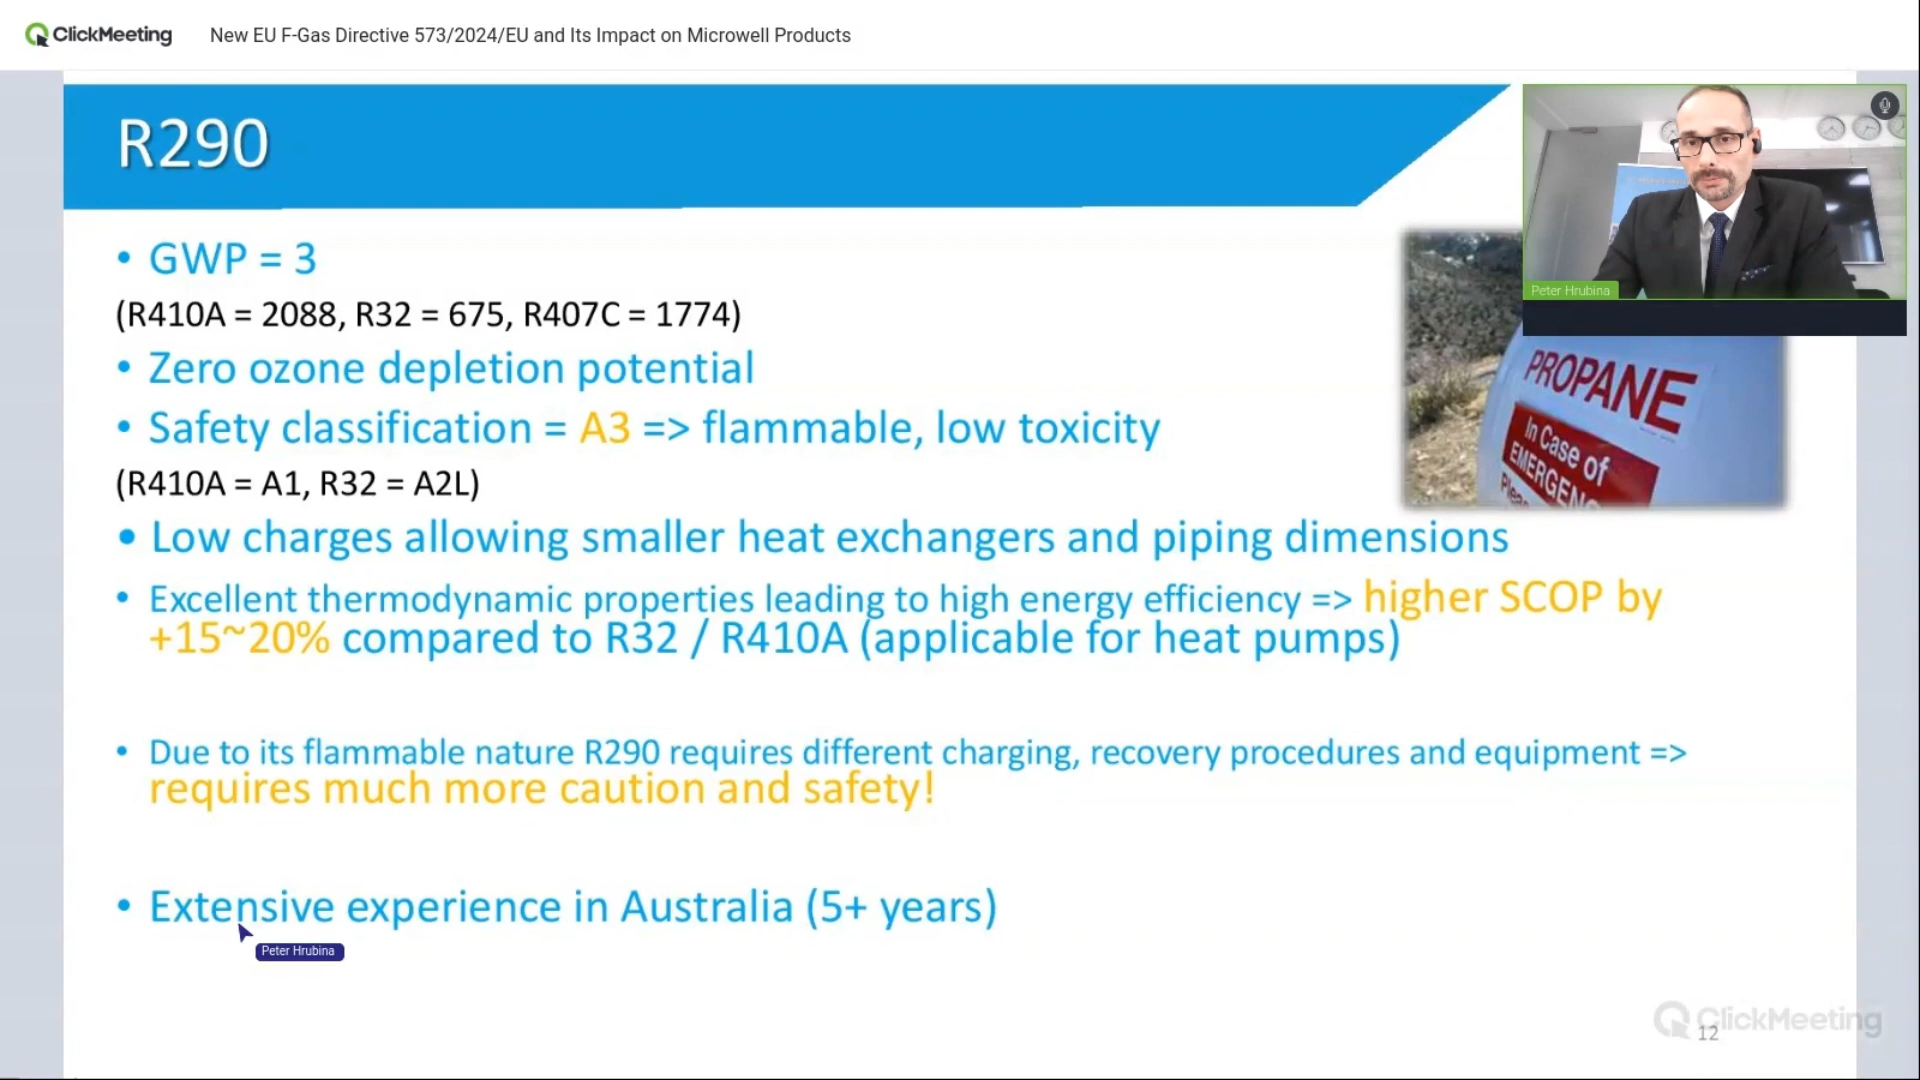 ClickMeeting
New EU F-Gas Directive 573/2024/EU and Its Impact on Microwell Products
R290
Peter Hrubina
• GWP = 3
(R410A = 2088, R32 = 675, R407C = 1774)
• Zero ozone depletion potential
• Safety classification = A3 => flammable, low toxicity
(R410A = A1, R32 = A2L)
PROPANE
In Case of
• Low charges allowing smaller heat exchangers and piping dimensions
• Excellent thermodynamic properties leading to high energy efficiency => higher SCOP by
+15~20% compared to R32 / R410A (applicable for heat pumps)
• Due to its flammable nature R290 requires different charging, recovery procedures and equipment =>
requires much more caution and safety!
• Extensive experience in Australia (5+ years)
Peter Hrubina
ClickMeeting
12